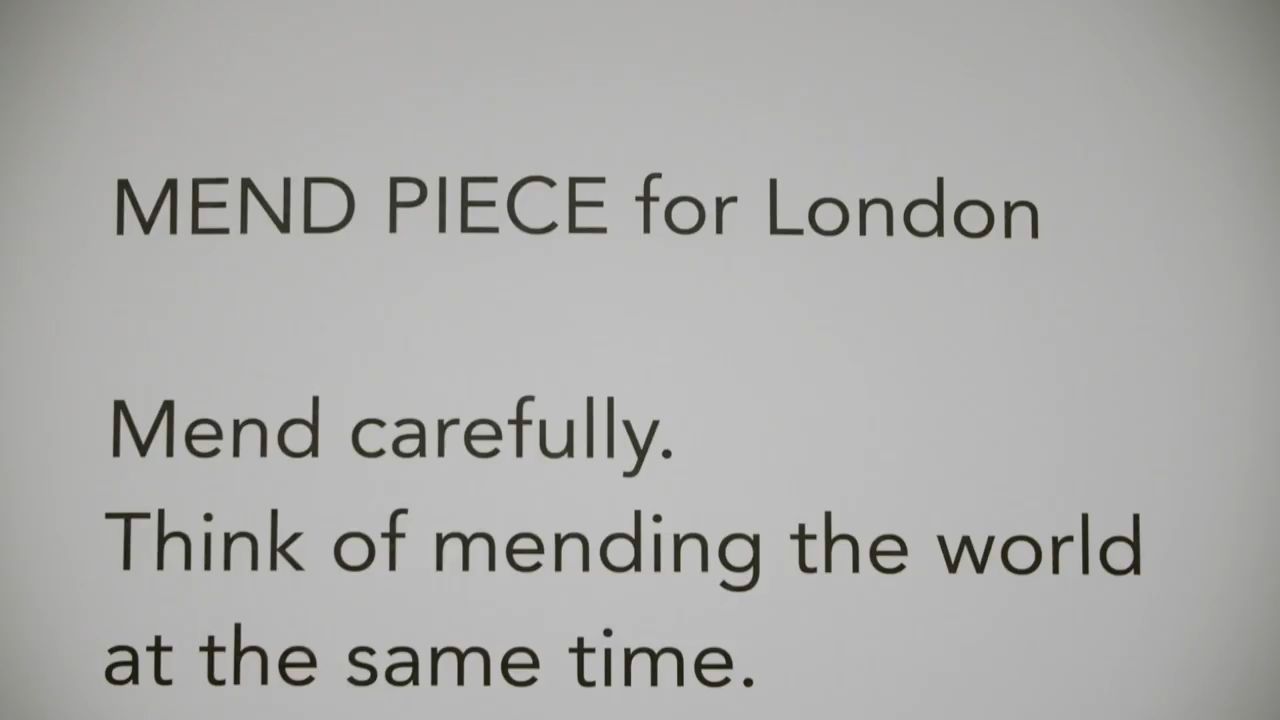 MEND PIECE for London
Mend carefully.
Think of mending the world
at the same time.